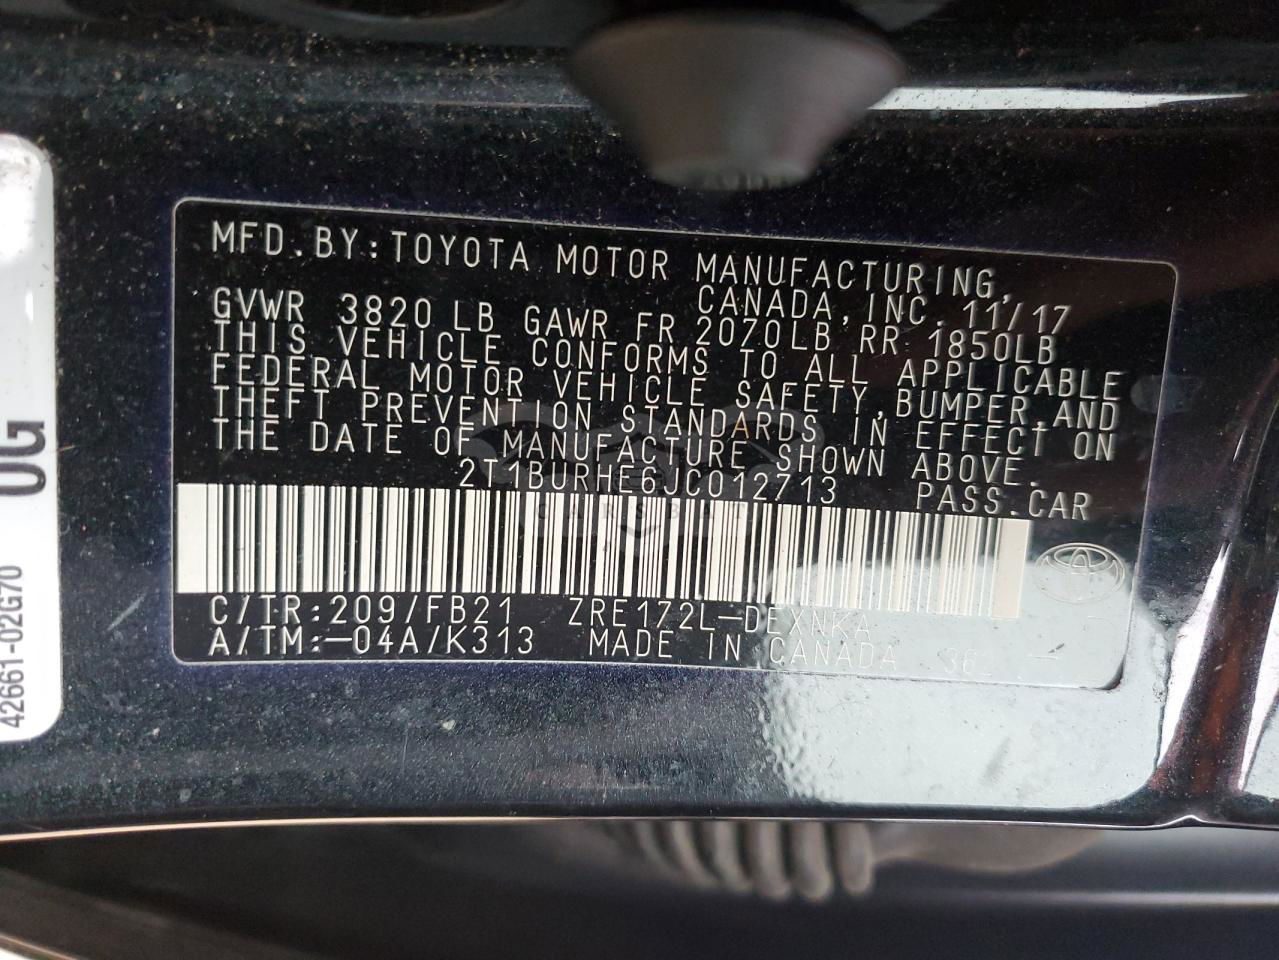 MFD.BY:TOYOTA MOTOR MANUFACTURING,
CANADA,INC. 11/17
GVWR 3820 LB GAWR FR 2070LB RR 1850LB
THIS VEHICLE CONFORMS TO ALL APPLICABLE
FEDERAL MOTOR VEHICLE SAFETY,BUMPER,AND
THEFT PREVENTION STANDARDS IN EFFECT ON
THE DATE OF MANUFACTURE SHOWN ABOVE.
2T1BURHE6JC012713 PASS.CAR
CARSBAT
C/TR:209/FB21 ZRE172L-DEXNKA
A/TM:-04A/K313 MADE IN CANADA 36
0G
42661-02G70